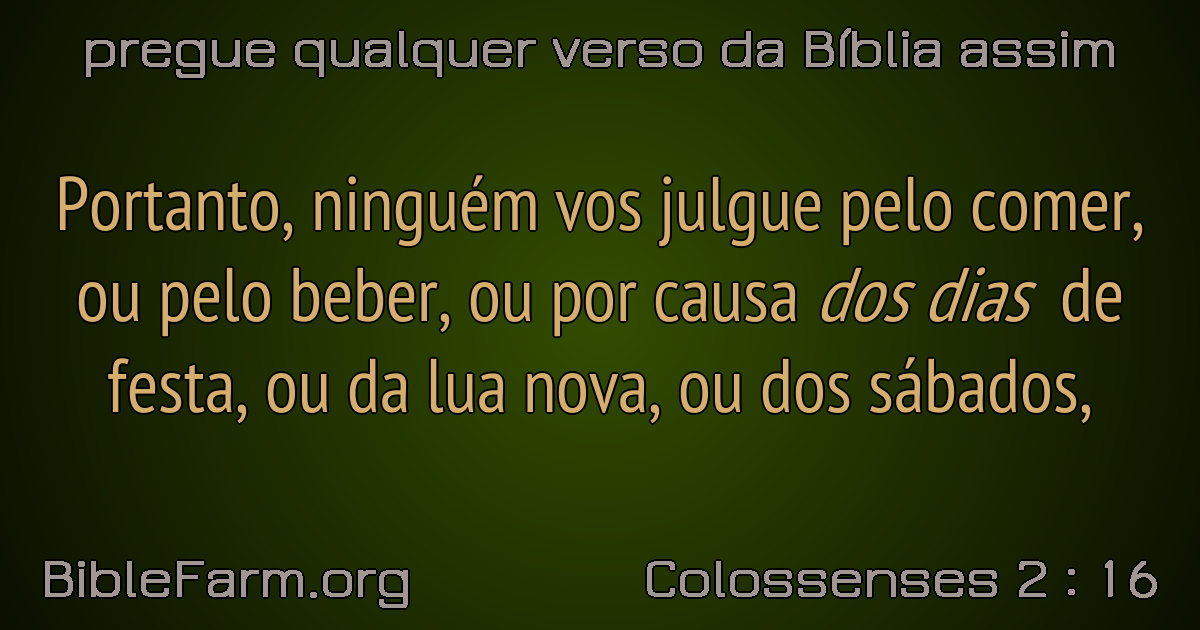 pregue qualquer verso da Bíblia assim
Portanto, ninguém vos julgue pelo comer,
ou pelo beber, ou por causa dos dias de
festa, ou da lua nova, ou dos sábados,
BibleFarm.org
Colossenses 2 : 16